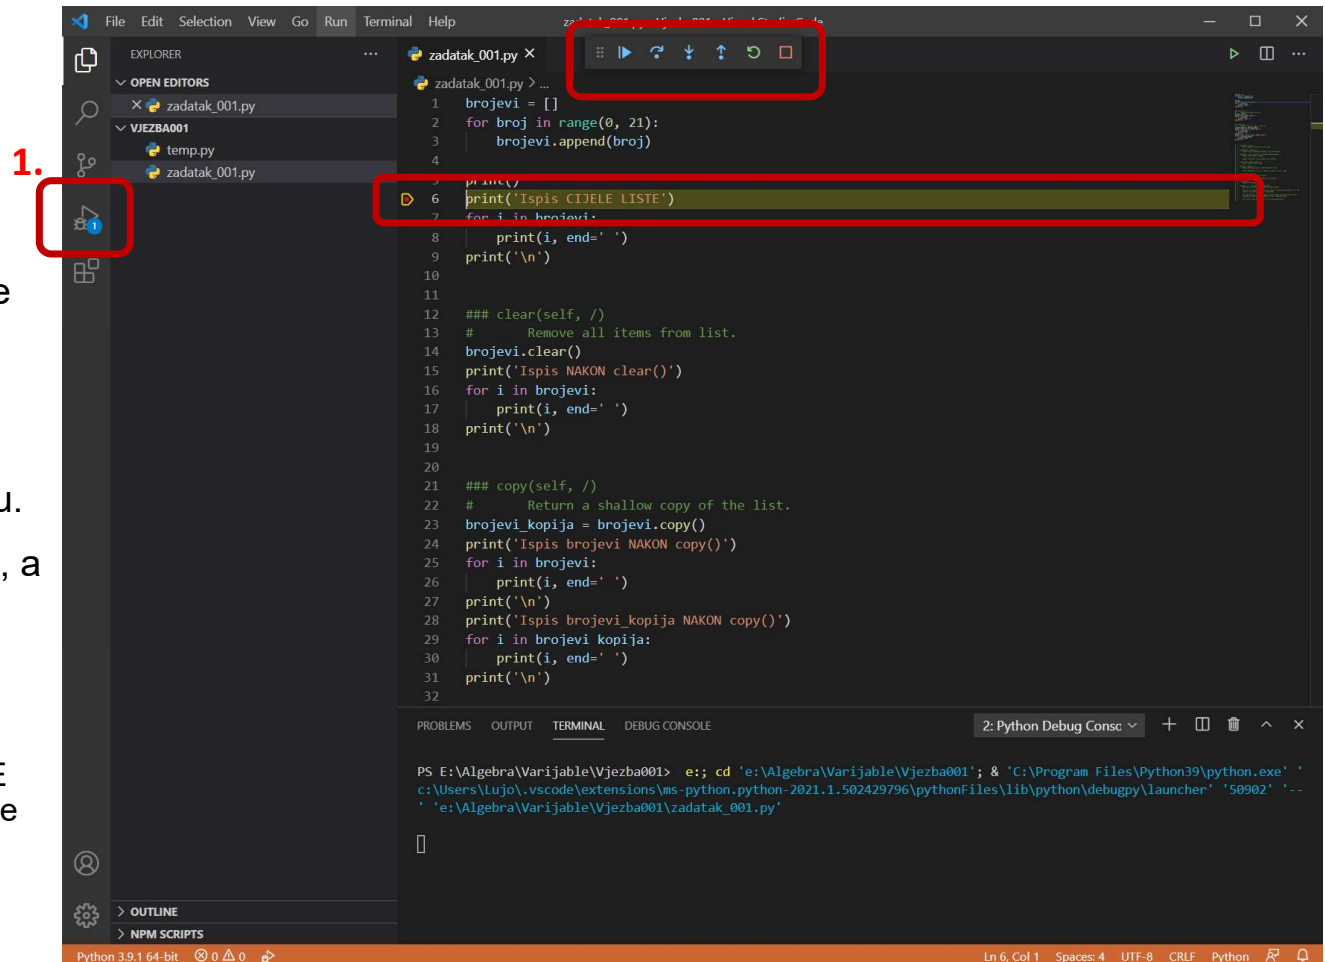 File Edit Selection View Go Run Terminal Help
EXPLORER
OPEN EDITORS
zadatak_001.py
VJEZBA001
temp.py
zadatak_001.py
1.
1
e
u.
, a
E
e
OUTLINE
NPM SCRIPTS
zadatak_001.py
zadatak_001.py > ...
1 brojevi = []
2 for broj in range(0, 21):
3 brojevi.append(broj)
4
5 print()
6 print('Ispis CIJELE LISTE')
7 for i in brojevi:
8 print(i, end=' ')
9 print('\n')
10
11
12 ### clear(self, /)
13 # Remove all items from list.
14 brojevi.clear()
15 print('Ispis NAKON clear()')
16 for i in brojevi:
17 print(i, end=' ')
18 print('\n')
19
20
21 ### copy(self, /)
22 # Return a shallow copy of the list.
23 brojevi_kopija = brojevi.copy()
24 print('Ispis brojevi NAKON copy()')
25 for i in brojevi:
26 print(i, end=' ')
27 print('\n')
28 print('Ispis brojevi_kopija NAKON copy()')
29 for i in brojevi_kopija:
30 print(i, end=' ')
31 print('\n')
32
PROBLEMS OUTPUT TERMINAL DEBUG CONSOLE 2: Python Debug Consc
PS E:\Algebra\Varijable\Vjezba001> e:; cd 'e:\Algebra\Varijable\Vjezba001'; & 'C:\Program Files\Python39\python.exe' '
c:\Users\Lujo\.vscode\extensions\ms-python.python-2021.1.502429796\pythonFiles\lib\python\debugpy\launcher' '50902' '--
' 'e:\Algebra\Varijable\Vjezba001\zadatak_001.py'
Python 3.9.1 64-bit 0 0 Ln 6, Col 1 Spaces: 4 UTF-8 CRLF Python